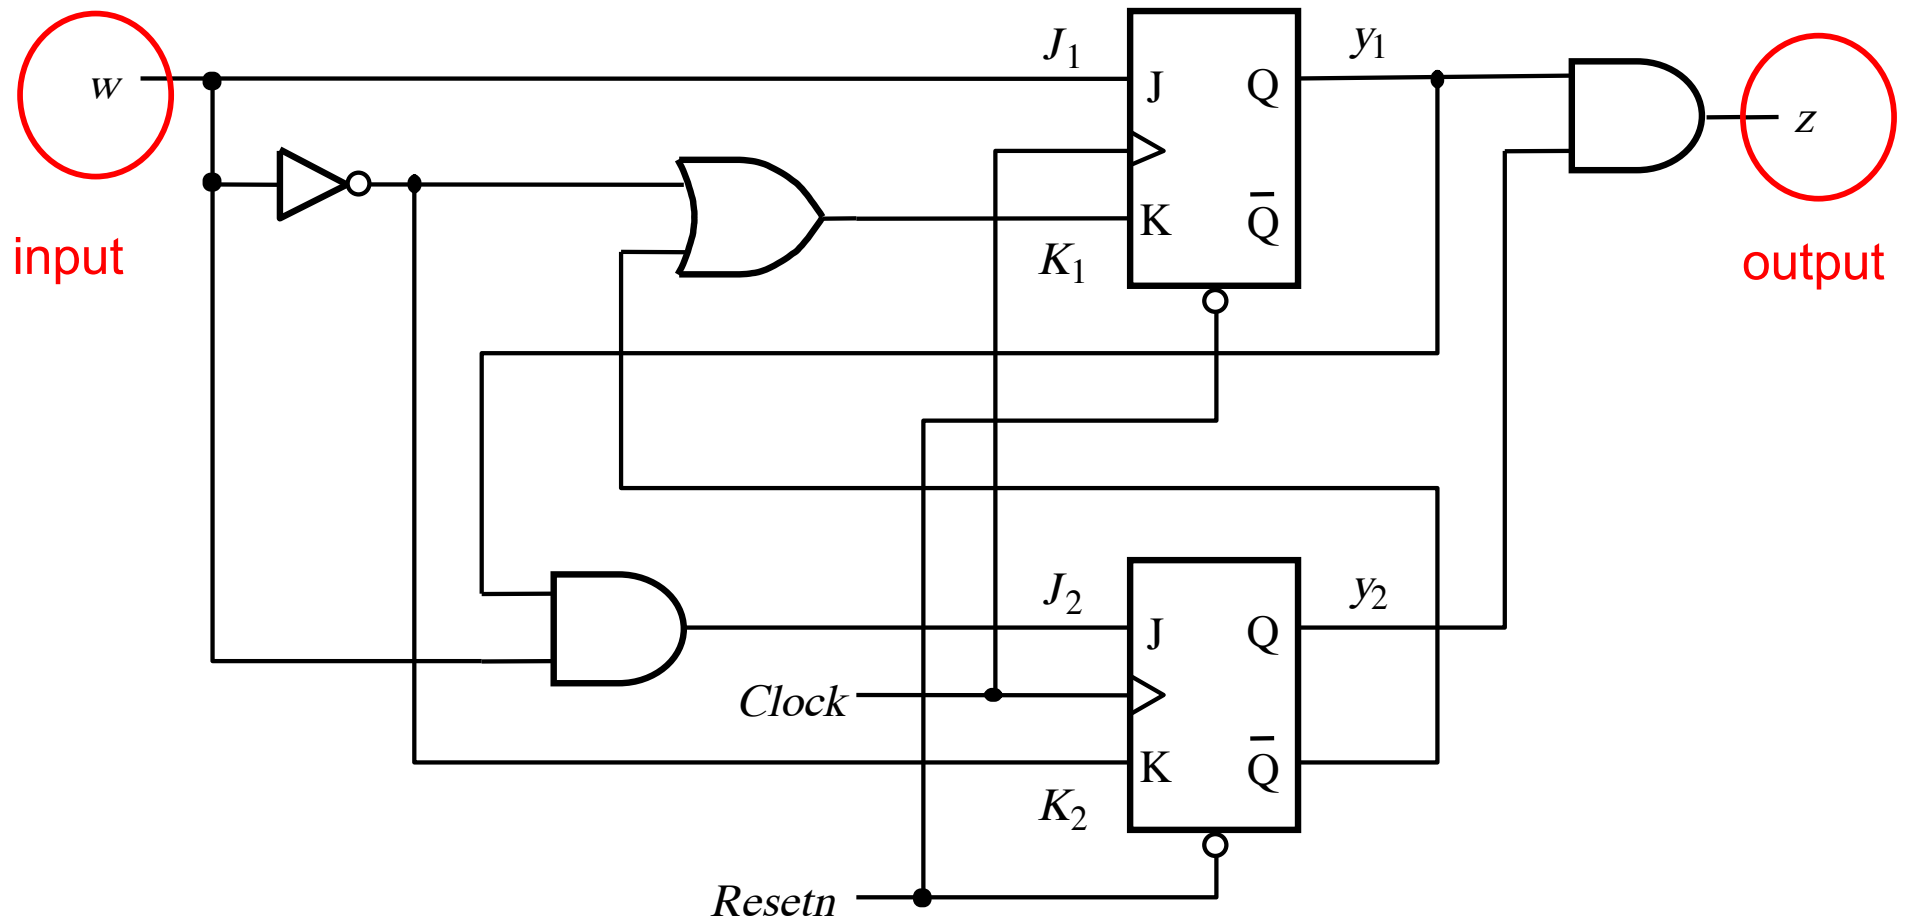 w
input
J₁
J
Q
y₁
K
Q̅
K₁
z
output
J₂
J
Q
y₂
Clock
K
Q̅
K₂
Resetn